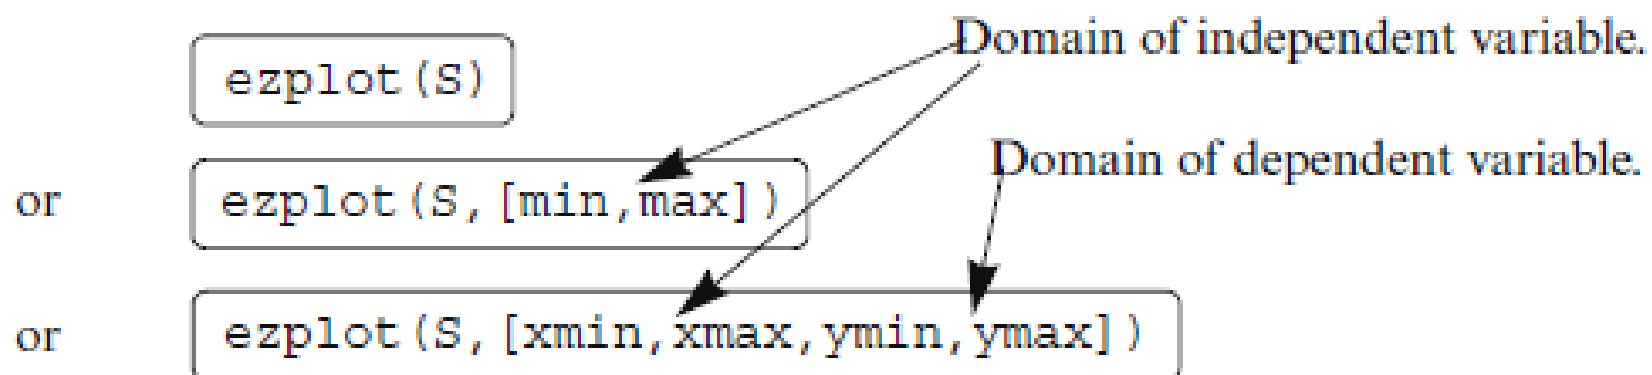 Domain of independent variable.
ezplot(S)
Domain of dependent variable.
or ezplot(S,[min,max])
or ezplot(S,[xmin,xmax,ymin,ymax])